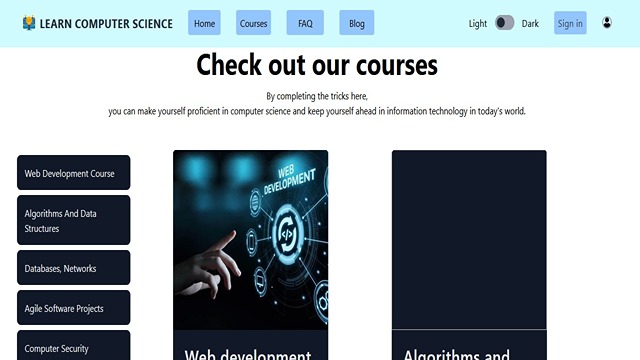 LEARN COMPUTER SCIENCE
Home
Courses
FAQ
Blog
Light
Dark
Sign in
Check out our courses
By completing the tricks here,
you can make yourself proficient in computer science and keep yourself ahead in information technology in today's world.
Web Development Course
Algorithms And Data
Structures
Databases, Networks
Agile Software Projects
Computer Security
WEB
DEVELOPMENT
</>
Web development
Algorithms and